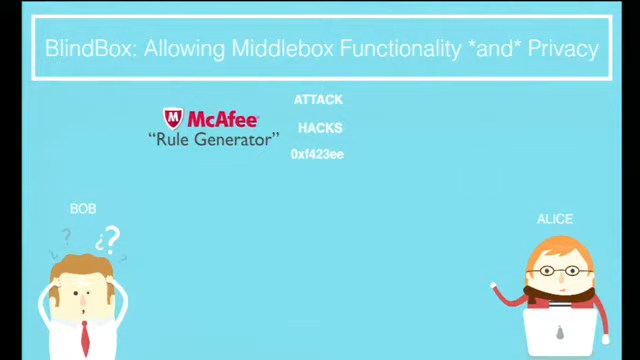 BlindBox: Allowing Middlebox Functionality *and* Privacy
ATTACK
McAfee
HACKS
"Rule Generator"
0xf423ee
BOB
ALICE